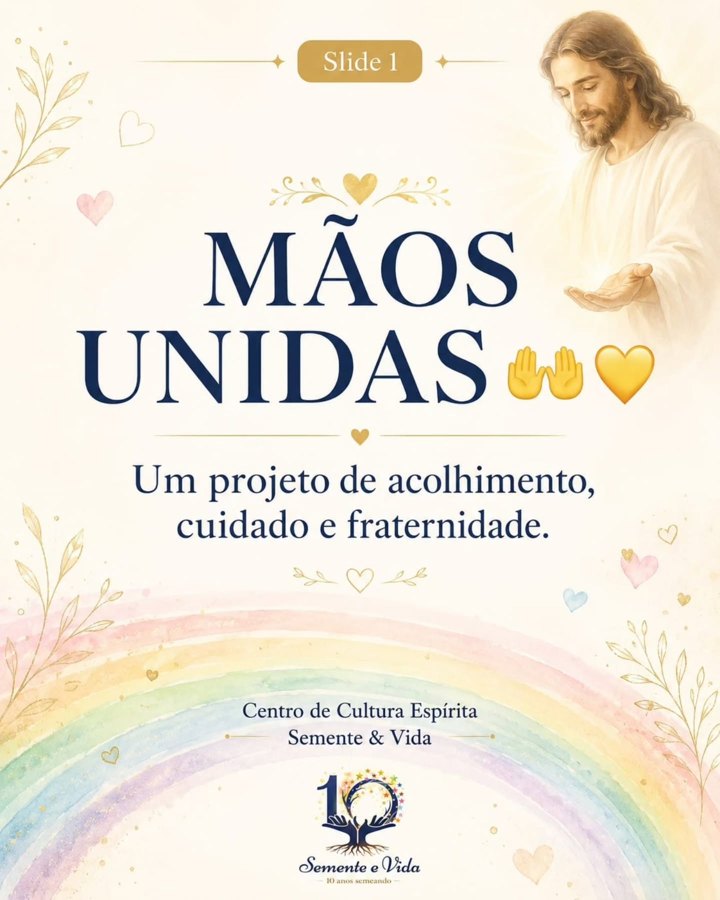 Slide 1
MÃOS
UNIDAS 🙌💛
Um projeto de acolhimento,
cuidado e fraternidade.
Centro de Cultura Espírita
Semente & Vida
10
Semente e Vida
10 anos semeando